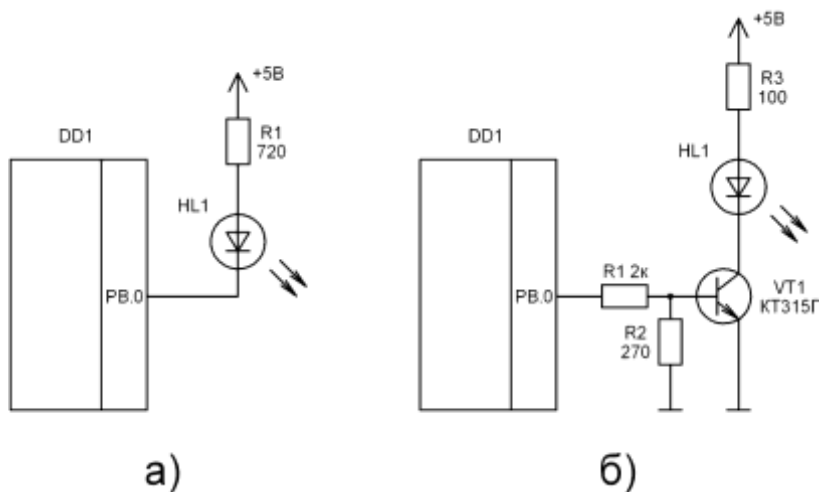 +5В
R1
720
DD1
HL1
PB.0
а)
+5В
R3
100
DD1
HL1
R1 2к
PB.0
VT1
КТ315Г
R2
270
б)